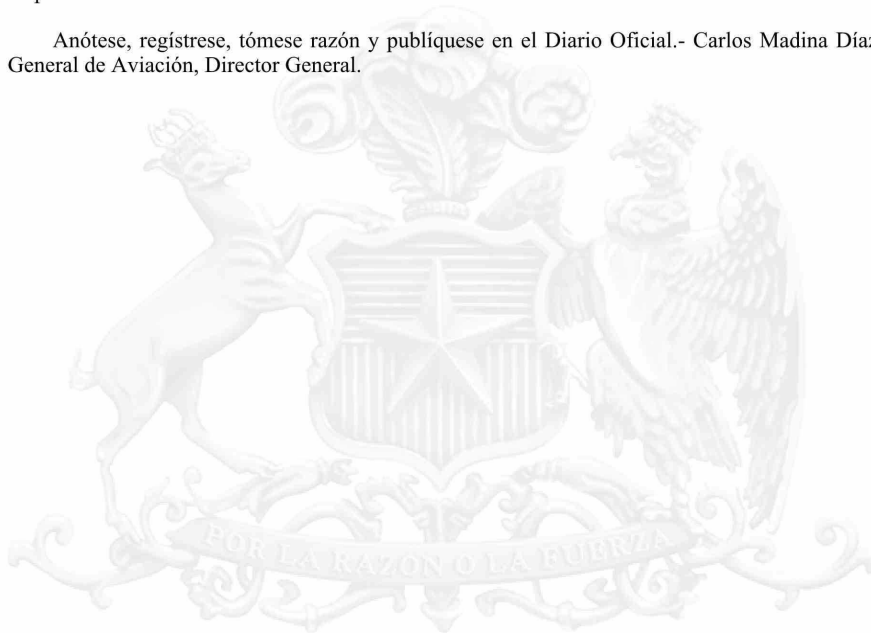 Anótese, regístrese, tómese razón y publíquese en el Diario Oficial.- Carlos Madina Díaz
General de Aviación, Director General.
POR LA RAZON O LA FUERZA